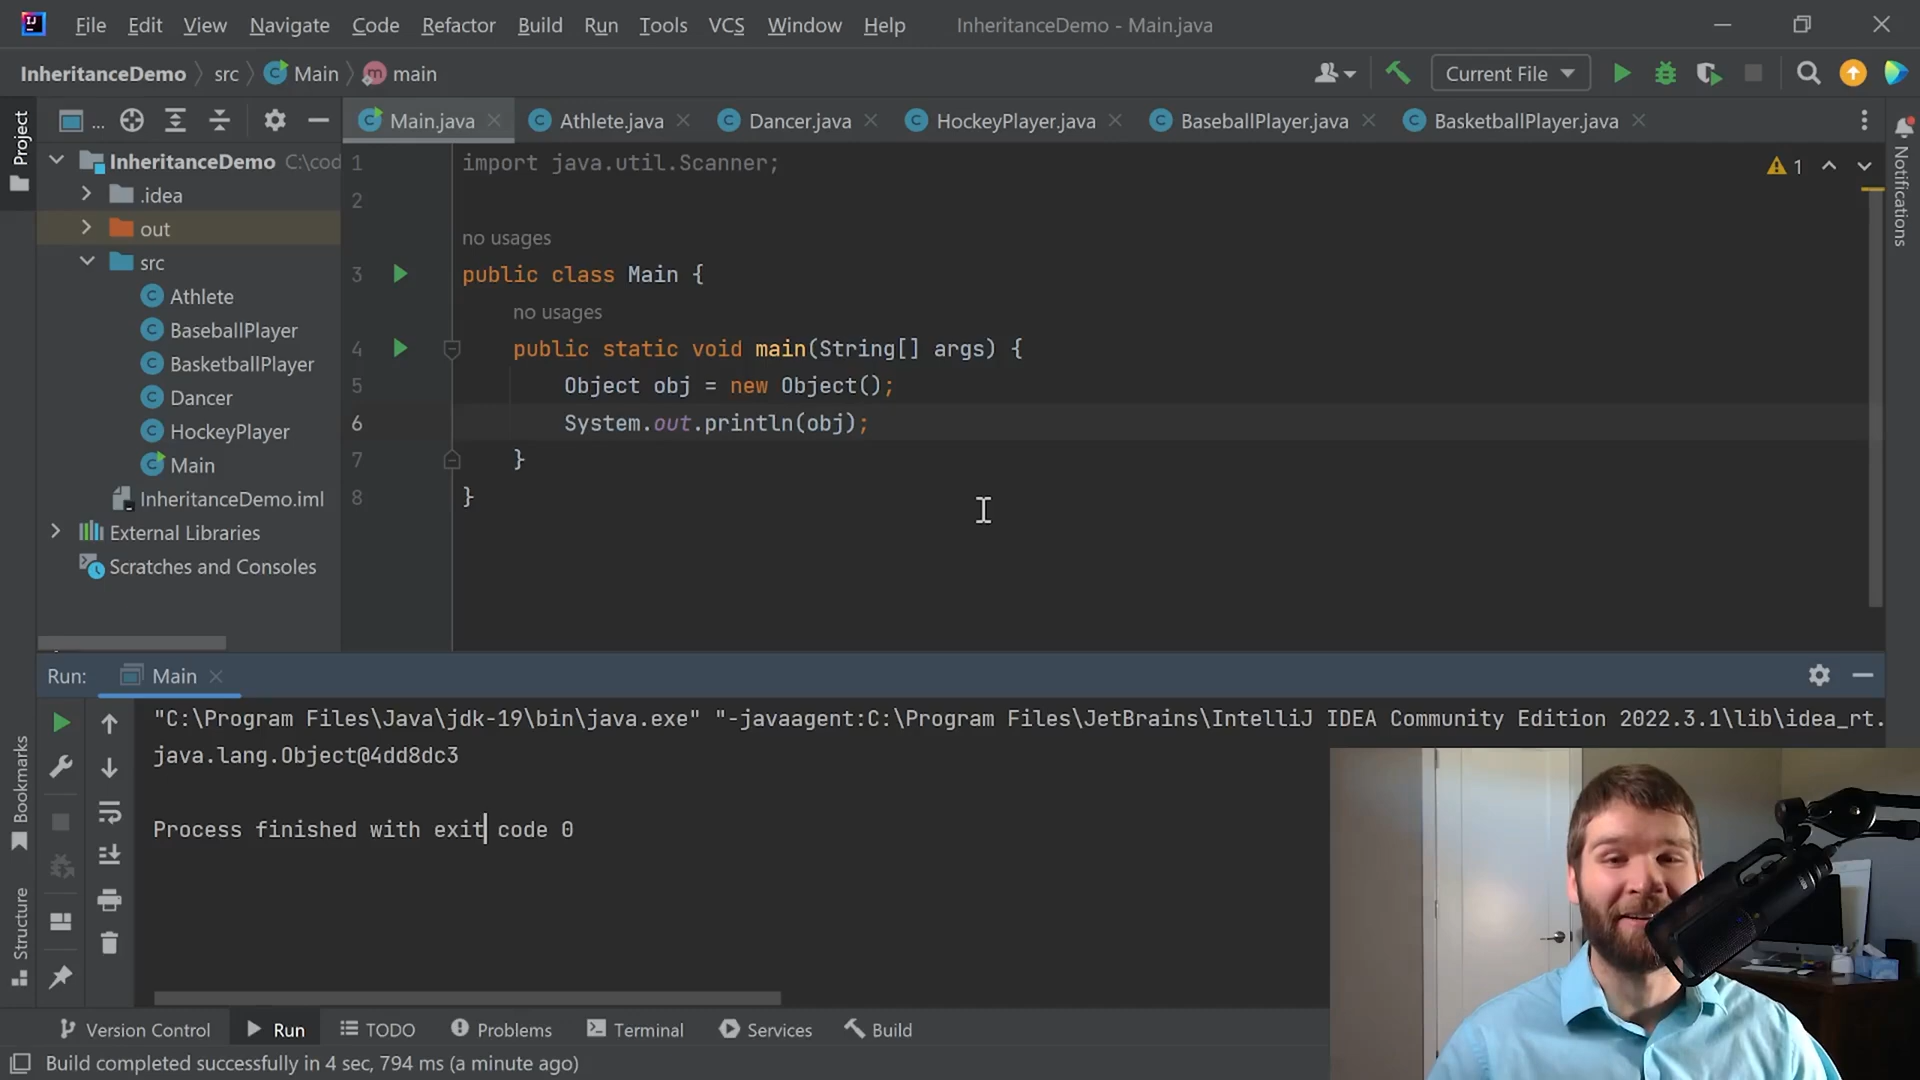 File Edit View Navigate Code Refactor Build Run Tools VCS Window Help InheritanceDemo - Main.java
InheritanceDemo src Main main Current File
Project
... Main.java Athlete.java Dancer.java HockeyPlayer.java BaseballPlayer.java BasketballPlayer.java
Notifications
InheritanceDemo C:\cod
.idea
out
src
Athlete
BaseballPlayer
BasketballPlayer
Dancer
HockeyPlayer
Main
InheritanceDemo.iml
External Libraries
Scratches and Consoles
1 import java.util.Scanner;
1
2
no usages
3 public class Main {
no usages
4 public static void main(String[] args) {
5 Object obj = new Object();
6 System.out.println(obj);
7 }
8 }
Run: Main
"C:\Program Files\Java\jdk-19\bin\java.exe" "-javaagent:C:\Program Files\JetBrains\IntelliJ IDEA Community Edition 2022.3.1\lib\idea_rt.
java.lang.Object@4dd8dc3
Process finished with exit code 0
Bookmarks
Structure
Version Control Run TODO Problems Terminal Services Build
Build completed successfully in 4 sec, 794 ms (a minute ago)